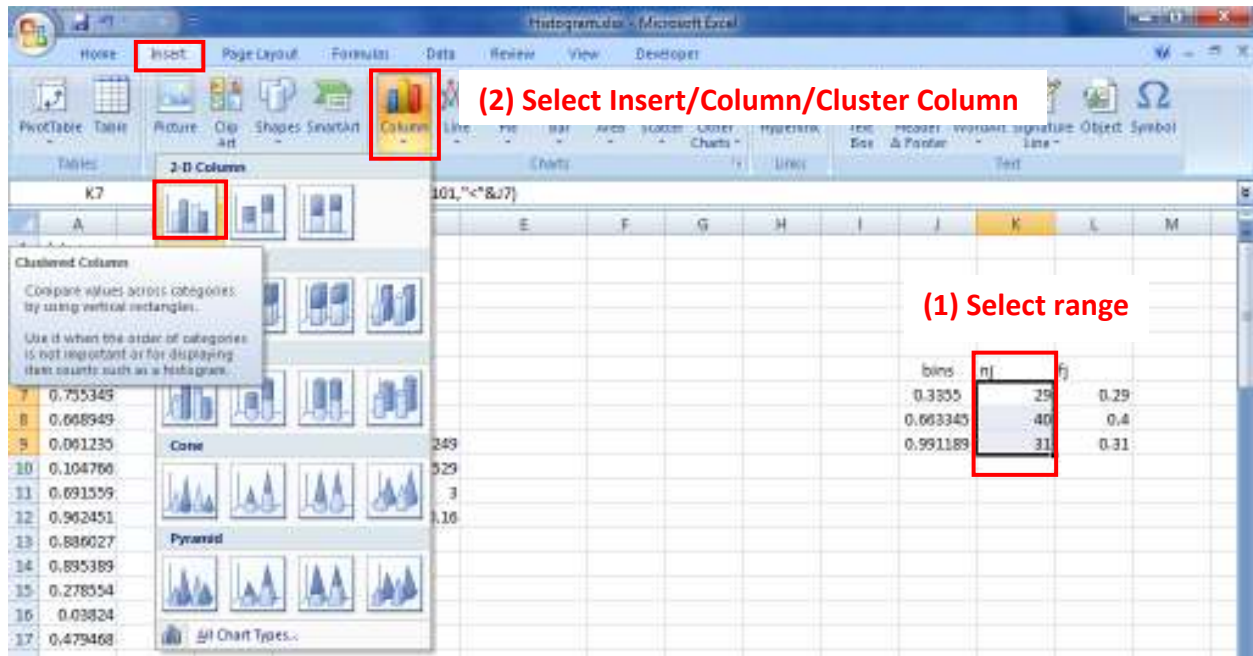 Histogram.xlsx - Microsoft Excel
Home Insert Page Layout Formulas Data Review View Developer
(2) Select Insert/Column/Cluster Column
PivotTable Table Picture Clip Art Shapes SmartArt Column Line Pie Bar Area Scatter Other Charts Hyperlink Text Box Header & Footer WordArt Signature Line Object Symbol
Tables Charts Links Text
2-D Column
K7 101,"<"&J7)
A E F G H I J K L M
Clustered Column
Compare values across categories
by using vertical rectangles.
Use it when the order of categories
is not important or for displaying
item counts such as a histogram.
(1) Select range
bins nj fj
7 0.755349 0.3355 29 0.29
8 0.668949 0.663345 40 0.4
9 0.061235 Cone 249 0.991189 31 0.31
10 0.104766 529
11 0.691559 3
12 0.962451 .16
13 0.886027 Pyramid
14 0.895389
15 0.278554
16 0.03824
17 0.479468 All Chart Types...